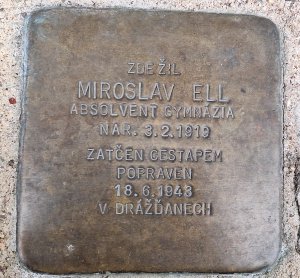 ZDE ŽIL
MIROSLAV ELL
ABSOLVENT GYMNÁZIA
NAR. 3.2.1919
ZATČEN GESTAPEM
POPRAVEN
18.6.1943
V DRÁŽĎANECH